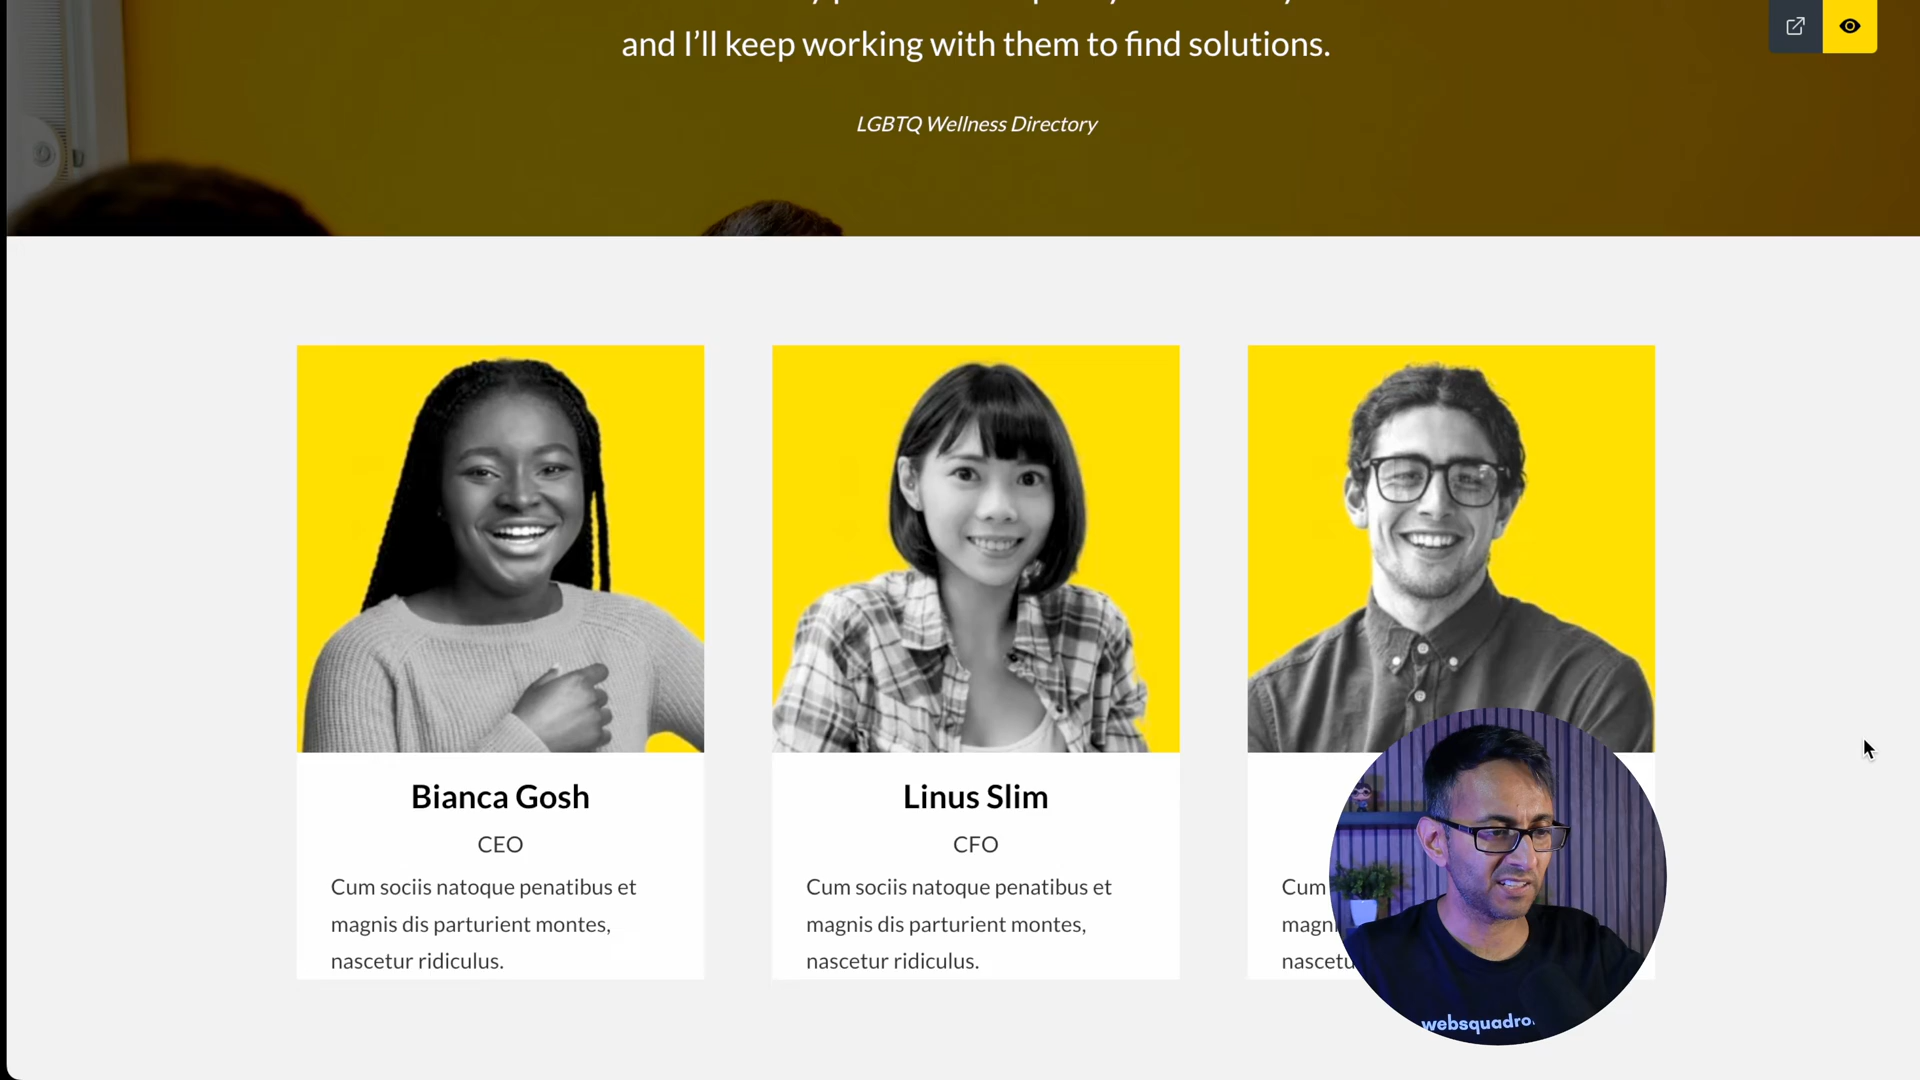 and I’ll keep working with them to find solutions.
LGBTQ Wellness Directory
Bianca Gosh
CEO
Cum sociis natoque penatibus et
magnis dis parturient montes,
nascetur ridiculus.
Linus Slim
CFO
Cum sociis natoque penatibus et
magnis dis parturient montes,
nascetur ridiculus.
Cum
websquadro